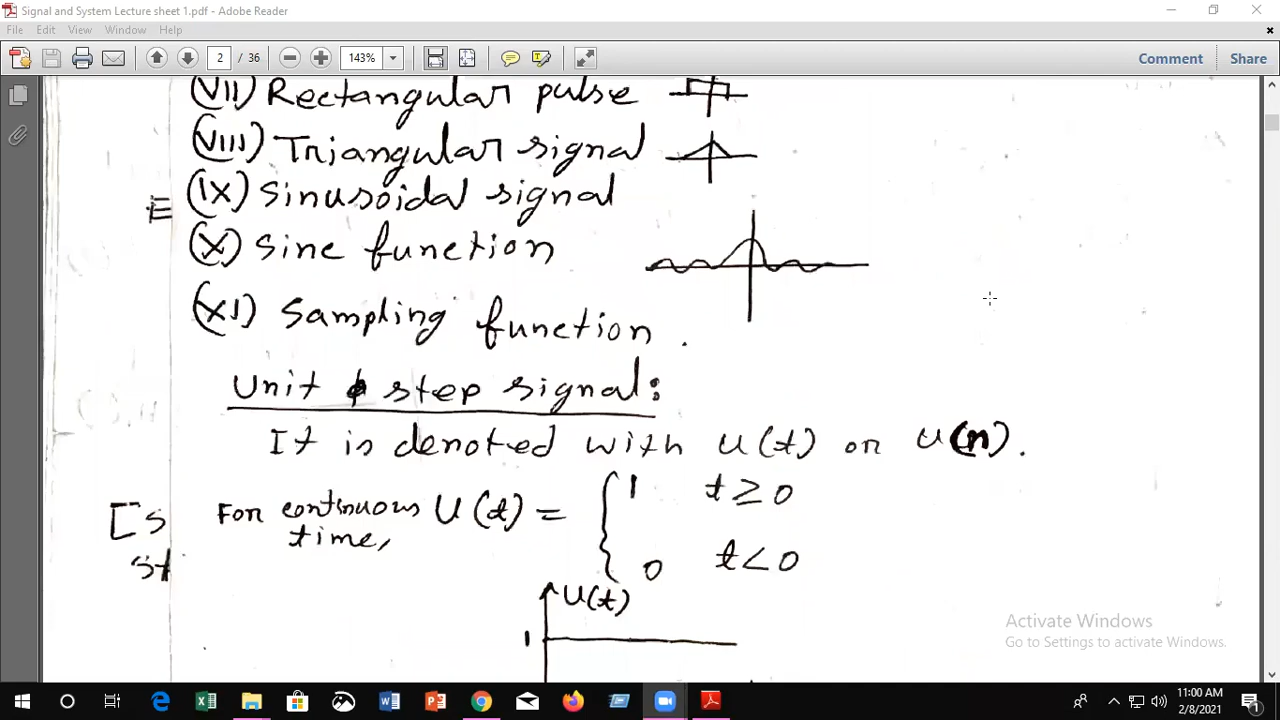 Signal and System Lecture sheet 1.pdf - Adobe Reader
File Edit View Window Help
2 / 36 143% Comment Share
(VII) Rectangular pulse
(VIII) Triangular signal
(IX) Sinusoidal signal
(X) Sinc function
(XI) Sampling function.
Unit step signal:
It is denoted with u(t) or u(n).
For continuous U(t) = { 1 t ≥ 0
time,
0 t < 0
U(t)
1
Activate Windows
Go to Settings to activate Windows.
11:00 AM
2/8/2021